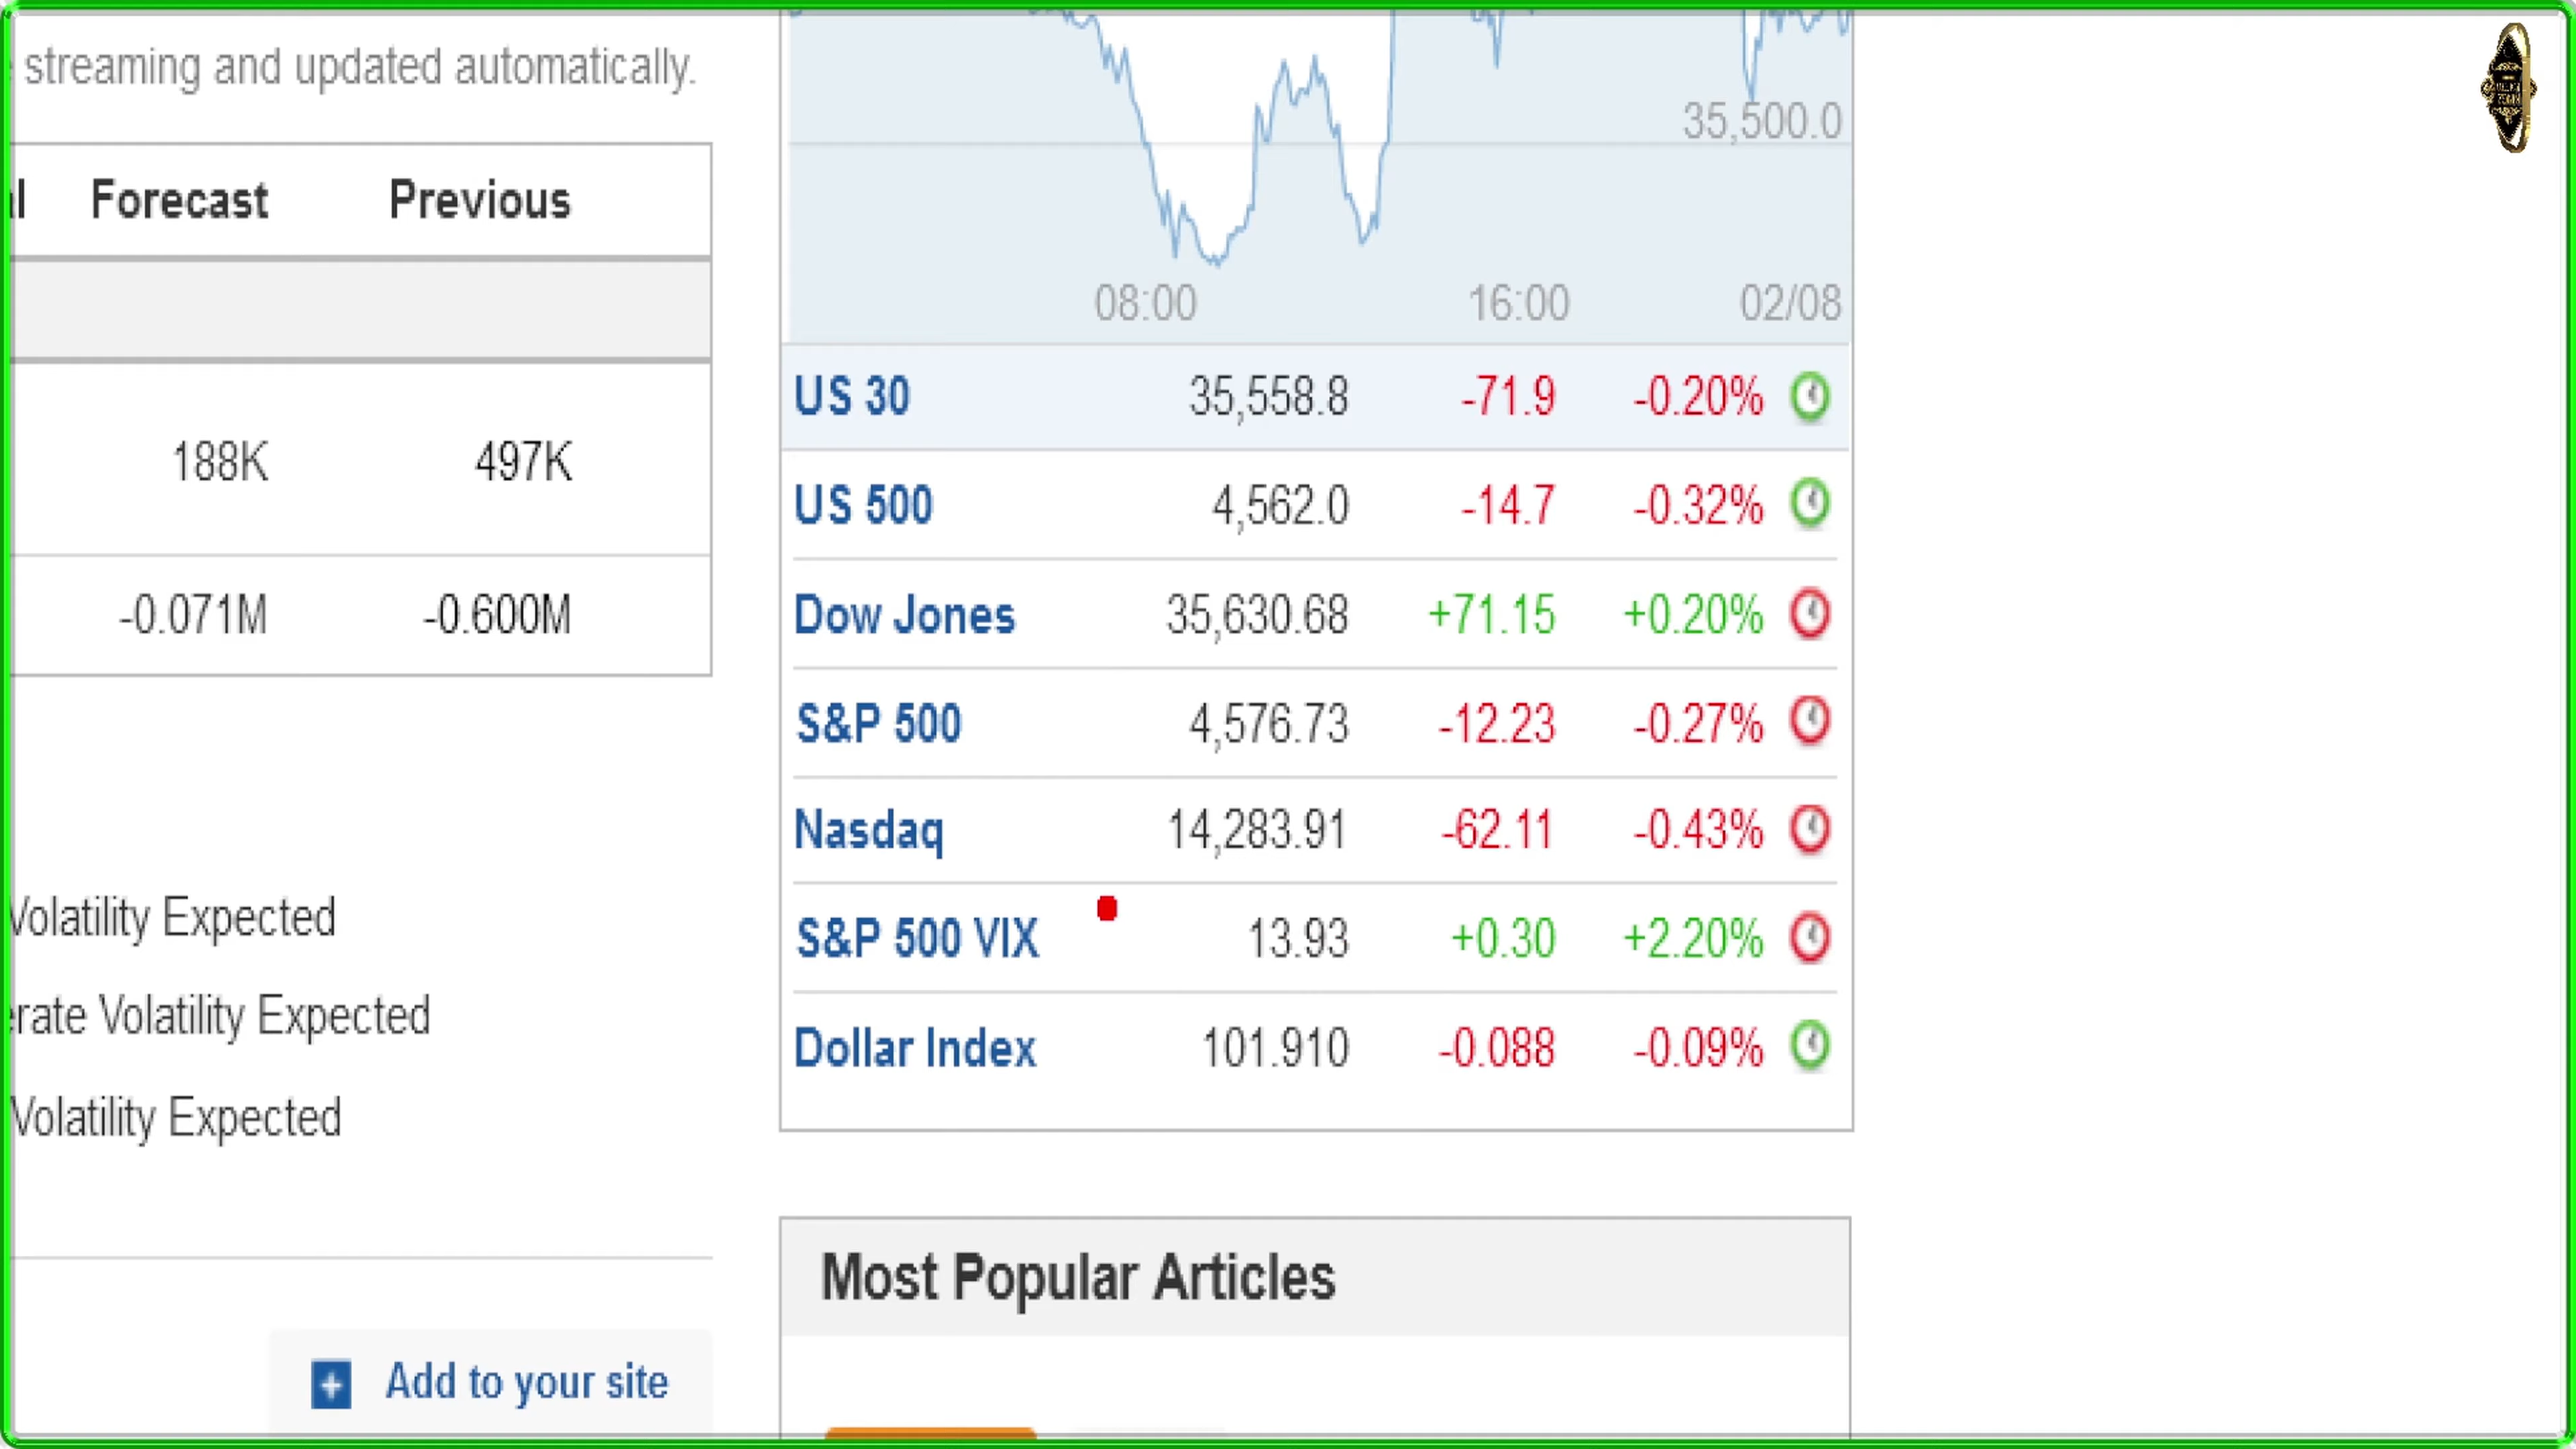 streaming and updated automatically.
Forecast Previous
188K 497K
-0.071M -0.600M
Volatility Expected
Volatility Expected
Volatility Expected
Add to your site
35,500.0
08:00 16:00 02/08
US 30 35,558.8 -71.9 -0.20%
US 500 4,562.0 -14.7 -0.32%
Dow Jones 35,630.68 +71.15 +0.20%
S&P 500 4,576.73 -12.23 -0.27%
Nasdaq 14,283.91 -62.11 -0.43%
S&P 500 VIX 13.93 +0.30 +2.20%
Dollar Index 101.910 -0.088 -0.09%
Most Popular Articles